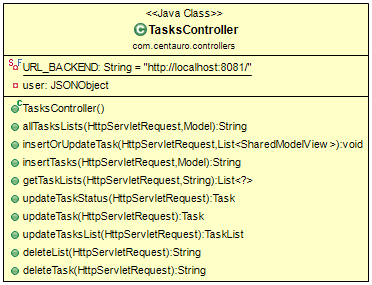 <<Java Class>>
TasksController
com.centauro.controllers
URL_BACKEND: String = "http://localhost:8081/"
user: JSONObject
TasksController()
allTasksLists(HttpServletRequest,Model):String
insertOrUpdateTask(HttpServletRequest,List<SharedModelView>):void
insertTasks(HttpServletRequest,Model):String
getTaskLists(HttpServletRequest,String):List<?>
updateTaskStatus(HttpServletRequest):Task
updateTask(HttpServletRequest):Task
updateTasksList(HttpServletRequest):TaskList
deleteList(HttpServletRequest):String
deleteTask(HttpServletRequest):String